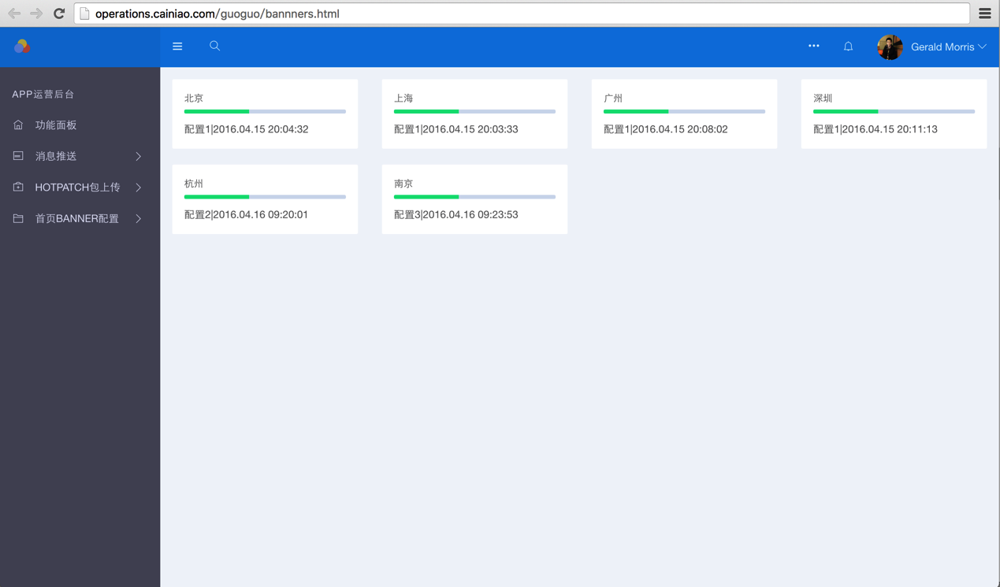 operations.cainiao.com/guoguo/bannners.html
Gerald Morris
APP运营后台
功能面板
消息推送
HOTPATCH包上传
首页BANNER配置
北京
配置1|2016.04.15 20:04:32
上海
配置1|2016.04.15 20:03:33
广州
配置1|2016.04.15 20:08:02
深圳
配置1|2016.04.15 20:11:13
杭州
配置2|2016.04.16 09:20:01
南京
配置3|2016.04.16 09:23:53